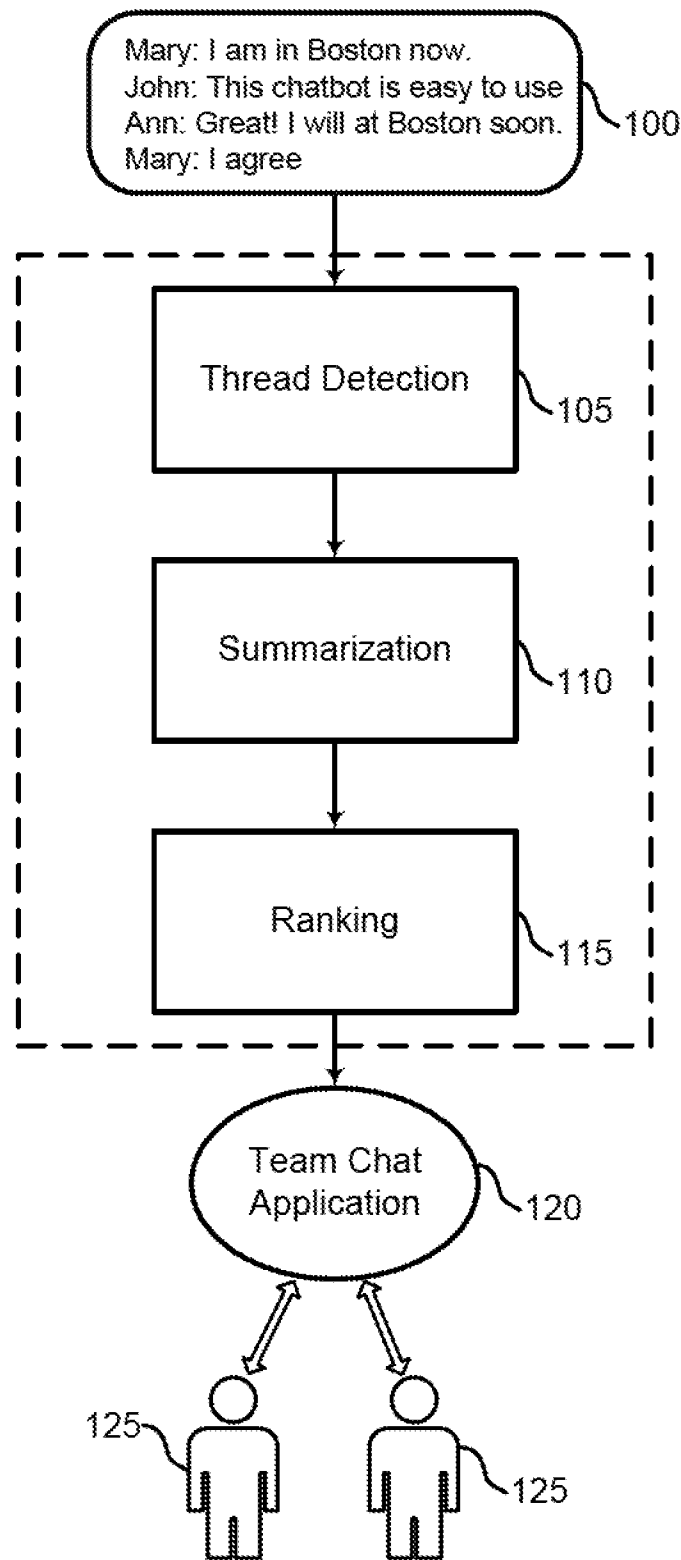 Mary: I am in Boston now.
John: This chatbot is easy to use
Ann: Great! I will at Boston soon.
Mary: I agree
100
Thread Detection
105
Summarization
110
Ranking
115
Team Chat
Application
120
125
125